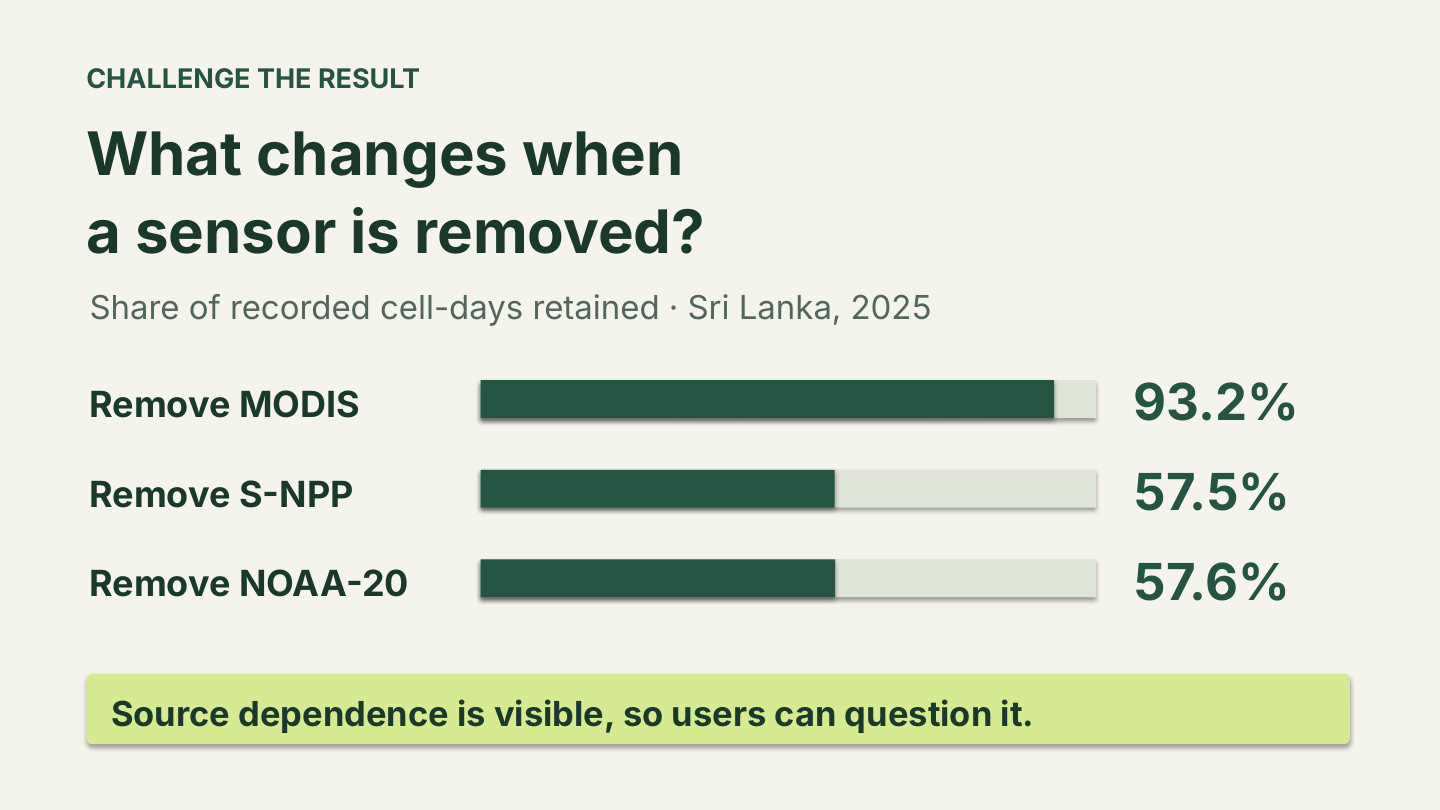 CHALLENGE THE RESULT
What changes when
a sensor is removed?
Share of recorded cell-days retained · Sri Lanka, 2025
Remove MODIS 93.2%
Remove S-NPP 57.5%
Remove NOAA-20 57.6%
Source dependence is visible, so users can question it.